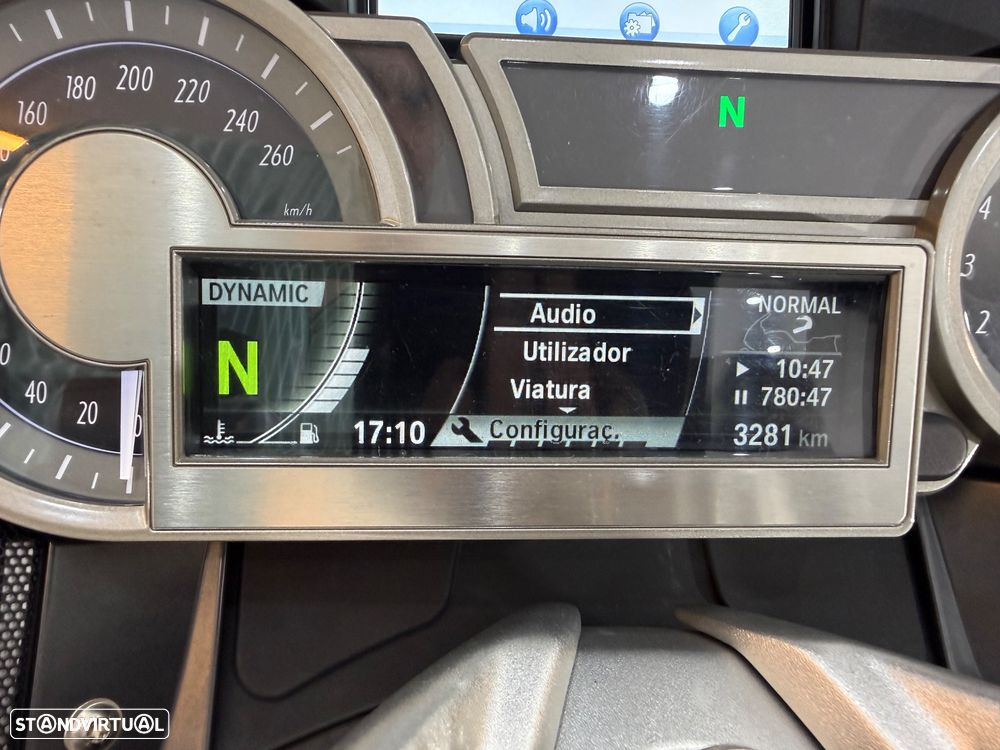 160
180
200
220
240
260
km/h
N
4
3
2
DYNAMIC
N
Audio
Utilizador
Viatura
Configuraç.
17:10
NORMAL
?
10:47
780:47
3281 km
40
20
STANDVIRTUAL